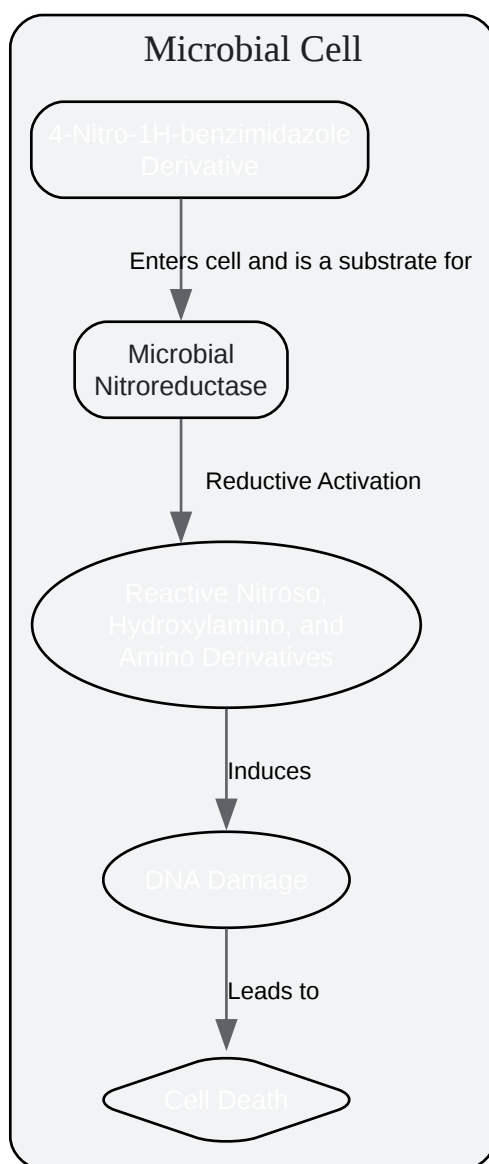 Microbial Cell
4-Nitro-1H-benzimidazole
Derivative
Enters cell and is a substrate for
Microbial
Nitroreductase
Reductive Activation
Reactive Nitroso,
Hydroxylamino, and
Amino Derivatives
Induces
DNA Damage
Leads to
Cell Death